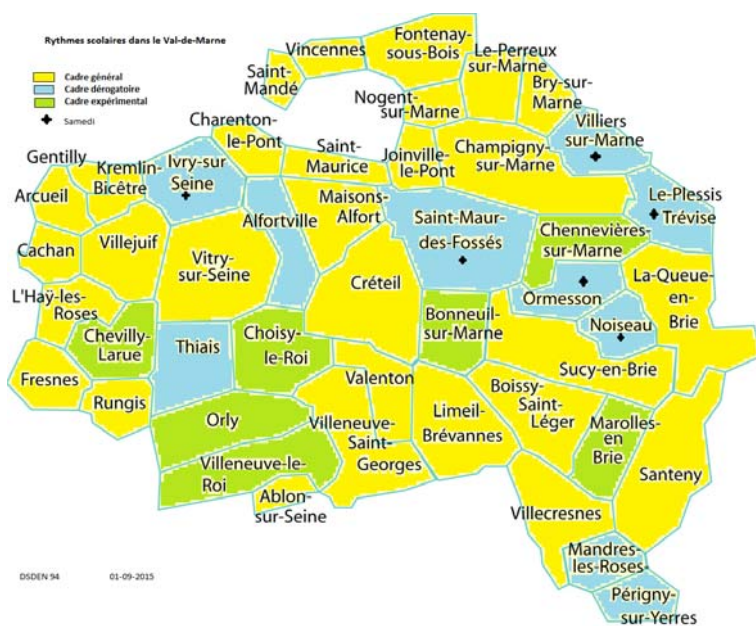 Rythmes scolaires dans le Val-de-Marne
Cadre général
Cadre dérogatoire
Cadre expérimental
Samedi
Vincennes
Fontenay-
sous-Bois
Saint-
Mandé
Le-Perreux
sur-Marne
Bry-sur-
Marne
Nogent-
sur-Marne
Villiers
sur-Marne
Charenton-
le-Pont
Saint-
Maurice
Joinville-
le-Pont
Champigny-
sur-Marne
Gentilly
Kremlin-
Bicêtre
Ivry-sur
Seine
Arcueil
Maisons-
Alfort
Alfortville
Saint-Maur-
des-Fossés
Le-Plessis
Trévise
Chennevières-
sur-Marne
Cachan
Villejuif
Vitry-
sur-Seine
Créteil
La-Queue-
en-
Brie
L'Haÿ-les-
Roses
Ormesson
Bonneuil-
sur-Marne
Noiseau
Chevilly-
Larue
Thiais
Choisy-
le-Roi
Sucy-en-Brie
Fresnes
Rungis
Valenton
Boissy-
Saint-
Léger
Orly
Villeneuve-
Saint-
Georges
Limeil-
Brévannes
Marolles-
en
Brie
Villeneuve-le-
Roi
Santeny
Ablon-
sur-Seine
Villecresnes
Mandres-
les-Roses-
Périgny-
sur-Yerres
DSDEN 94 01-09-2015